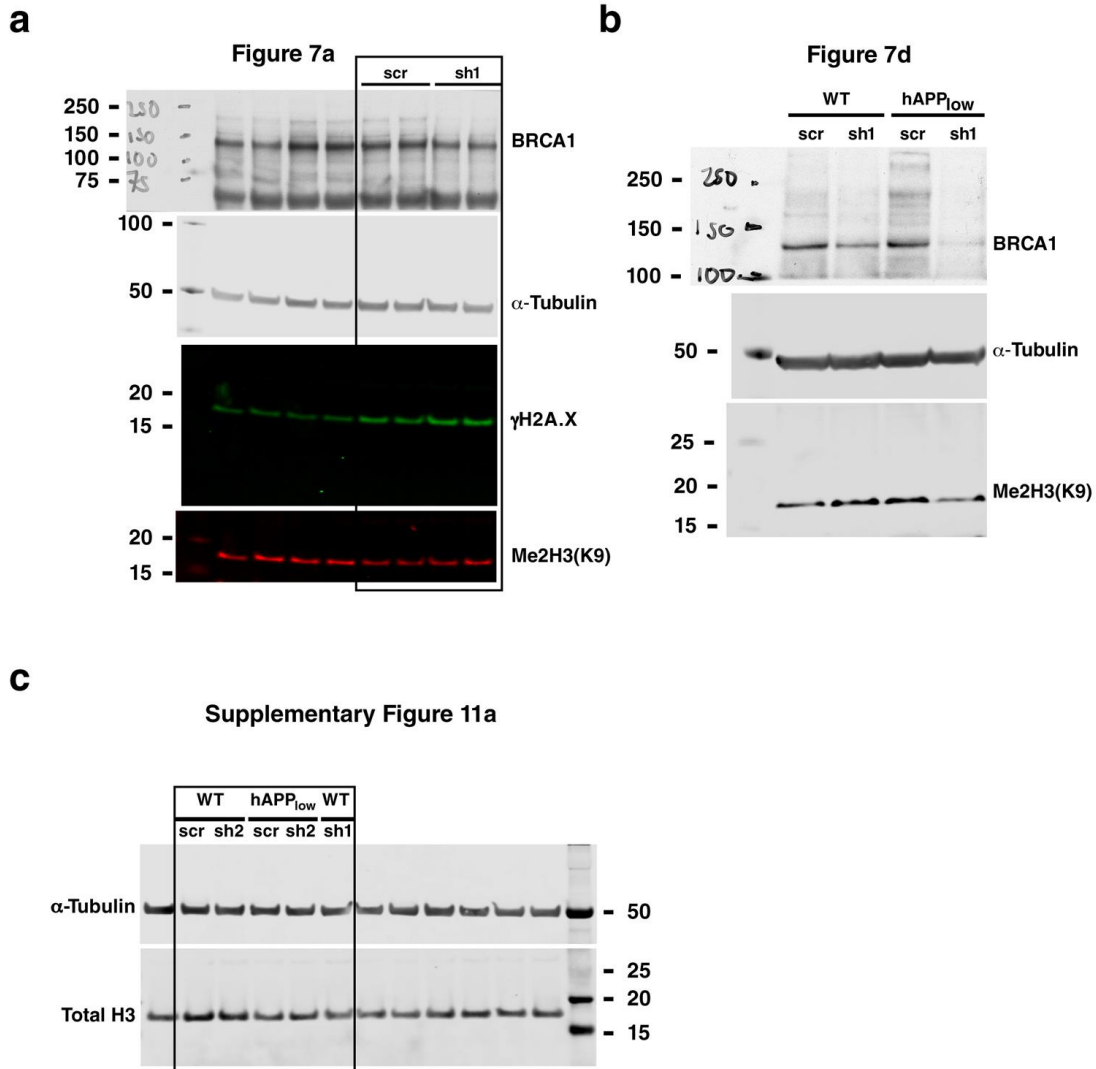 a
Figure 7a
scr sh1
250 - 250
150 - 150
100 - 100
75 - 75
BRCA1
100 -
50 -
α-Tubulin
20 -
15 -
γH2A.X
20 -
15 -
Me2H3(K9)
b
Figure 7d
WT hAPPlow
scr sh1 scr sh1
250 - 250
150 - 150
100 - 100
BRCA1
50 -
α-Tubulin
25 -
20 -
15 -
Me2H3(K9)
c
Supplementary Figure 11a
WT hAPPlow WT
scr sh2 scr sh2 sh1
α-Tubulin
- 50
Total H3
- 25
- 20
- 15